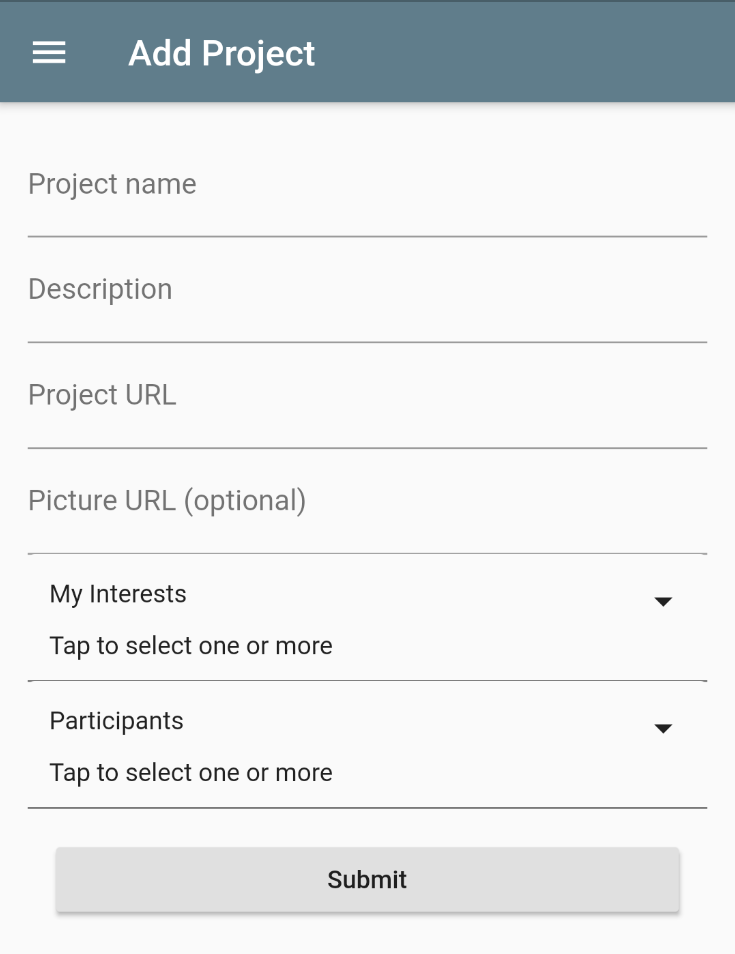 Add Project
Project name
Description
Project URL
Picture URL (optional)
My Interests
Tap to select one or more
Participants
Tap to select one or more
Submit